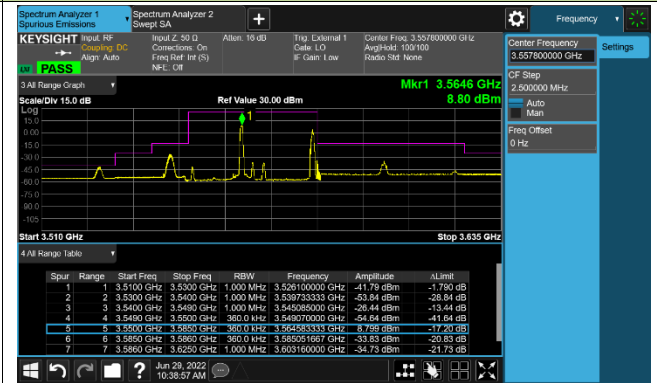 Spectrum Analyzer 1
Spurious Emissions
Spectrum Analyzer 2
Swept SA
+
Frequency
KEYSIGHT
Input: RF
Coupling: DC
Align: Auto
Input Z: 50 Ω
Corrections: On
Freq Ref: Int (S)
NFE: Off
Atten: 16 dB
Trig: External 1
Gate: LO
IF Gain: Low
Center Freq: 3.557800000 GHz
Avg|Hold: 100/100
Radio Std: None
PASS
Center Frequency
3.557800000 GHz
Settings
CF Step
2.500000 MHz
Auto
Man
Freq Offset
0 Hz
3 All Range Graph
Mkr1 3.5646 GHz
Scale/Div 15.0 dB
Ref Value 30.00 dBm
8.80 dBm
Log
15.0
0.00
-15.0
-30.0
-45.0
-60.0
-75.0
-90.0
-105
1
Start 3.510 GHz
Stop 3.635 GHz
4 All Range Table
Spur Range Start Freq Stop Freq RBW Frequency Amplitude ΔLimit
1 1 3.5100 GHz 3.5300 GHz 1.000 MHz 3.526100000 GHz -41.79 dBm -1.790 dB
2 2 3.5300 GHz 3.5400 GHz 1.000 MHz 3.539733333 GHz -53.84 dBm -28.84 dB
3 3 3.5400 GHz 3.5490 GHz 1.000 MHz 3.545085000 GHz -26.44 dBm -13.44 dB
4 4 3.5490 GHz 3.5500 GHz 360.0 kHz 3.549070000 GHz -54.64 dBm -41.64 dB
5 5 3.5500 GHz 3.5850 GHz 360.0 kHz 3.564583333 GHz 8.799 dBm -17.20 dB
6 6 3.5850 GHz 3.5860 GHz 360.0 kHz 3.585051667 GHz -33.83 dBm -20.83 dB
7 7 3.5860 GHz 3.6250 GHz 1.000 MHz 3.603160000 GHz -34.73 dBm -21.73 dB
?
Jun 29, 2022
10:38:57 AM